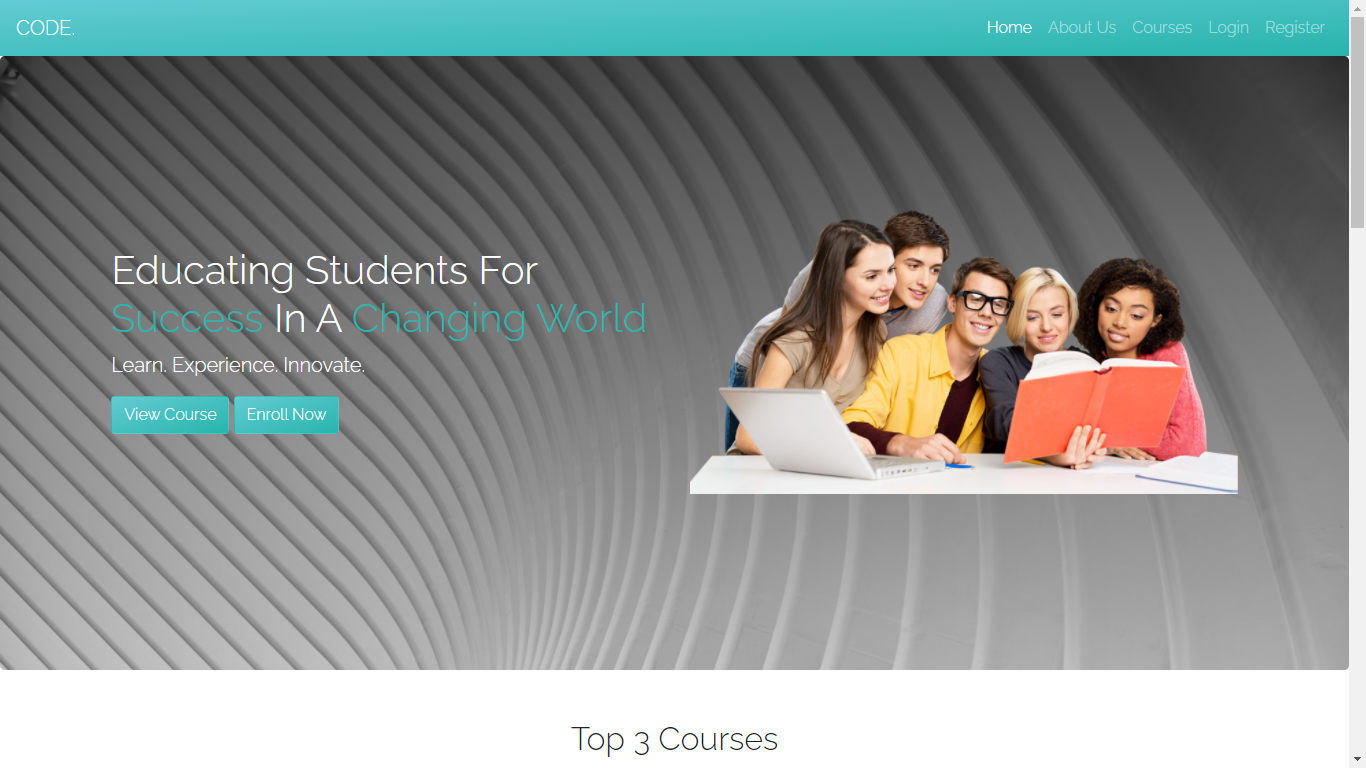 CODE.
Home About Us Courses Login Register
Educating Students For
Success In A Changing World
Learn. Experience. Innovate.
View Course Enroll Now
Top 3 Courses